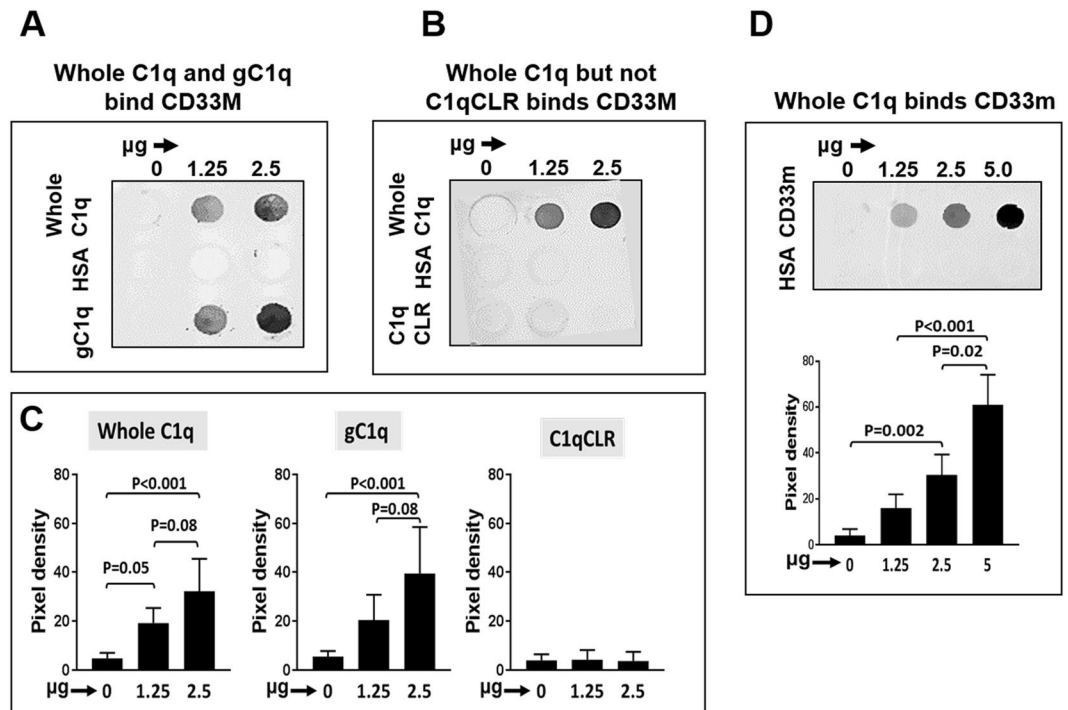 A
Whole C1q and gC1q
bind CD33M
µg
0 1.25 2.5
Whole
C1q
HSA
gC1q
B
Whole C1q but not
C1qCLR binds CD33M
µg
0 1.25 2.5
Whole
C1q
HSA
C1q
CLR
D
Whole C1q binds CD33m
µg
0 1.25 2.5 5.0
CD33m
HSA
P<0.001
P=0.02
P=0.002
Pixel density
80
60
40
20
0
µg 0 1.25 2.5 5
C
Whole C1q
P<0.001
P=0.08
P=0.05
Pixel density
80
60
40
20
0
µg 0 1.25 2.5
gC1q
P<0.001
P=0.08
Pixel density
80
60
40
20
0
µg 0 1.25 2.5
C1qCLR
Pixel density
80
60
40
20
0
µg 0 1.25 2.5